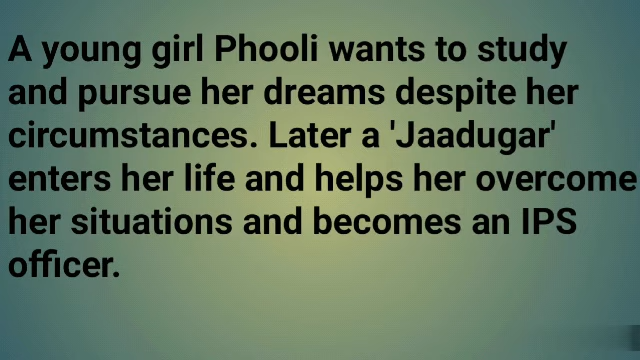 A young girl Phooli wants to study
and pursue her dreams despite her
circumstances. Later a 'Jaadugar'
enters her life and helps her overcome
her situations and becomes an IPS
officer.